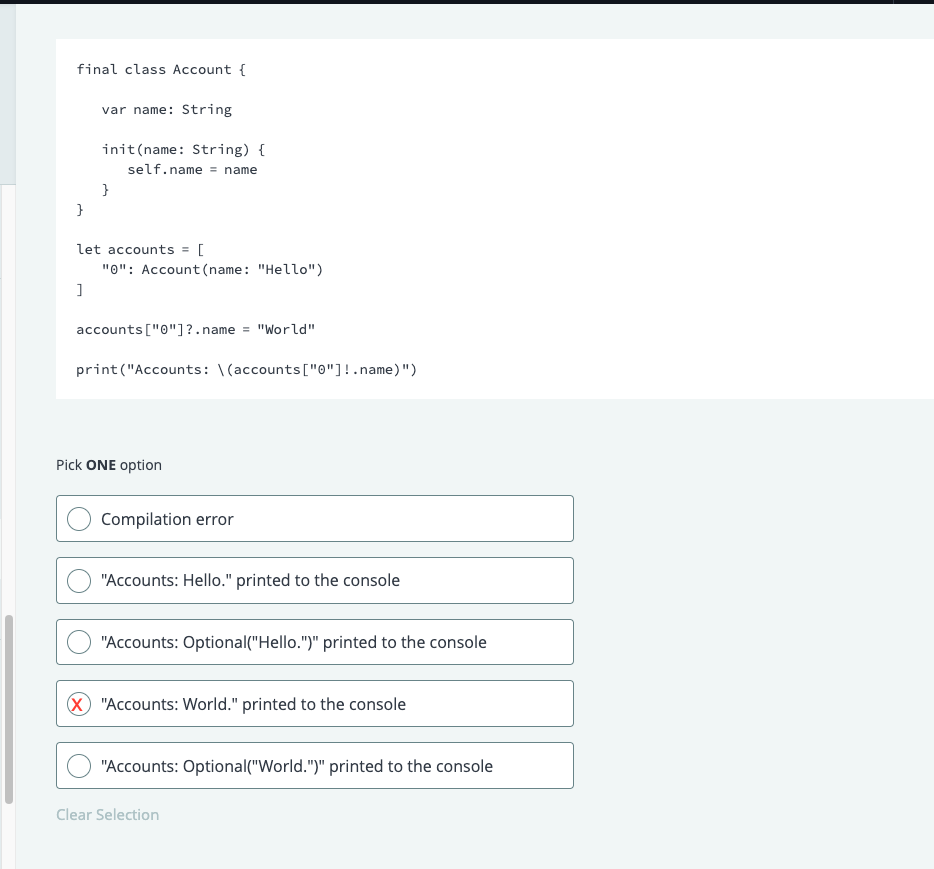 final class Account {
var name: String
init(name: String) {
self.name = name
}
}
let accounts = [
"0": Account(name: "Hello")
]
accounts["0"]?.name = "World"
print("Accounts: \(accounts["0"]!.name)")
Pick ONE option
Compilation error
"Accounts: Hello." printed to the console
"Accounts: Optional("Hello.")" printed to the console
X "Accounts: World." printed to the console
"Accounts: Optional("World.")" printed to the console
Clear Selection